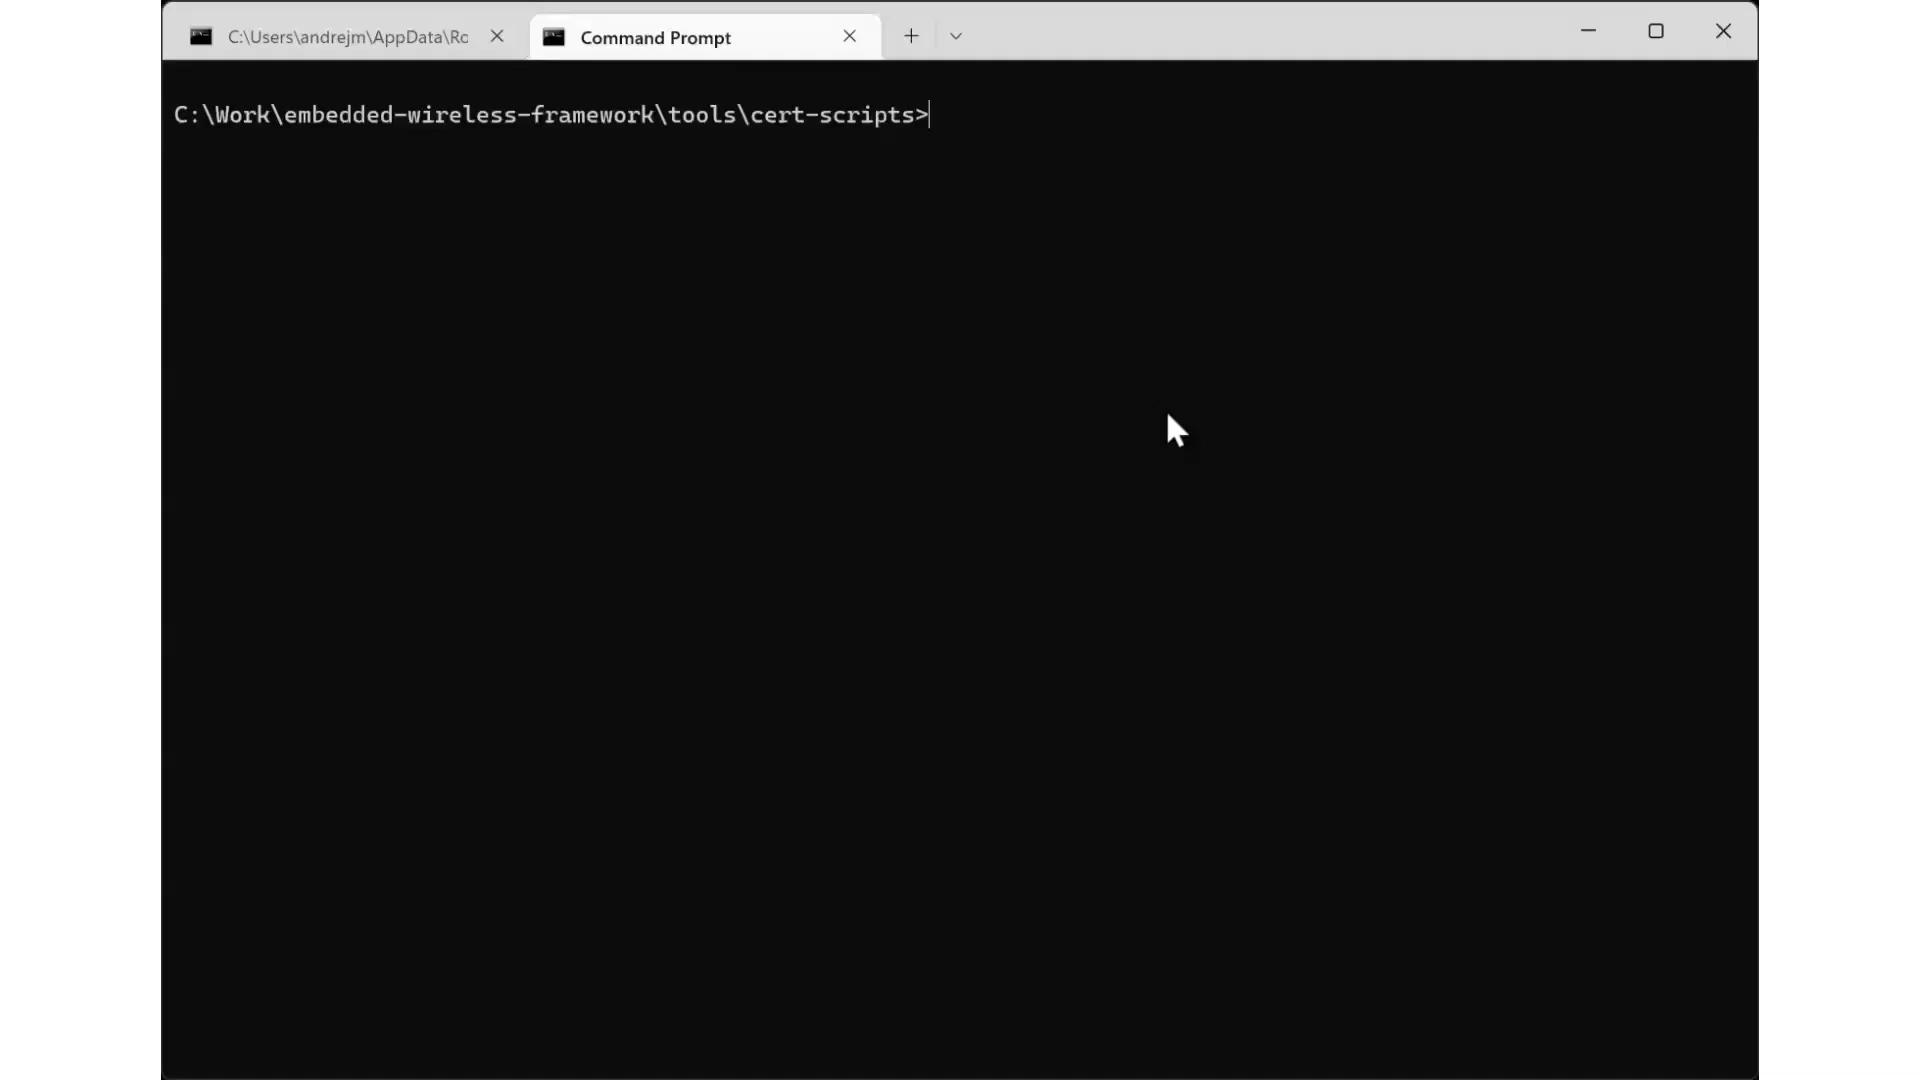 C:\Users\andrejm\AppData\Ro
Command Prompt
C:\Work\embedded-wireless-framework\tools\cert-scripts>